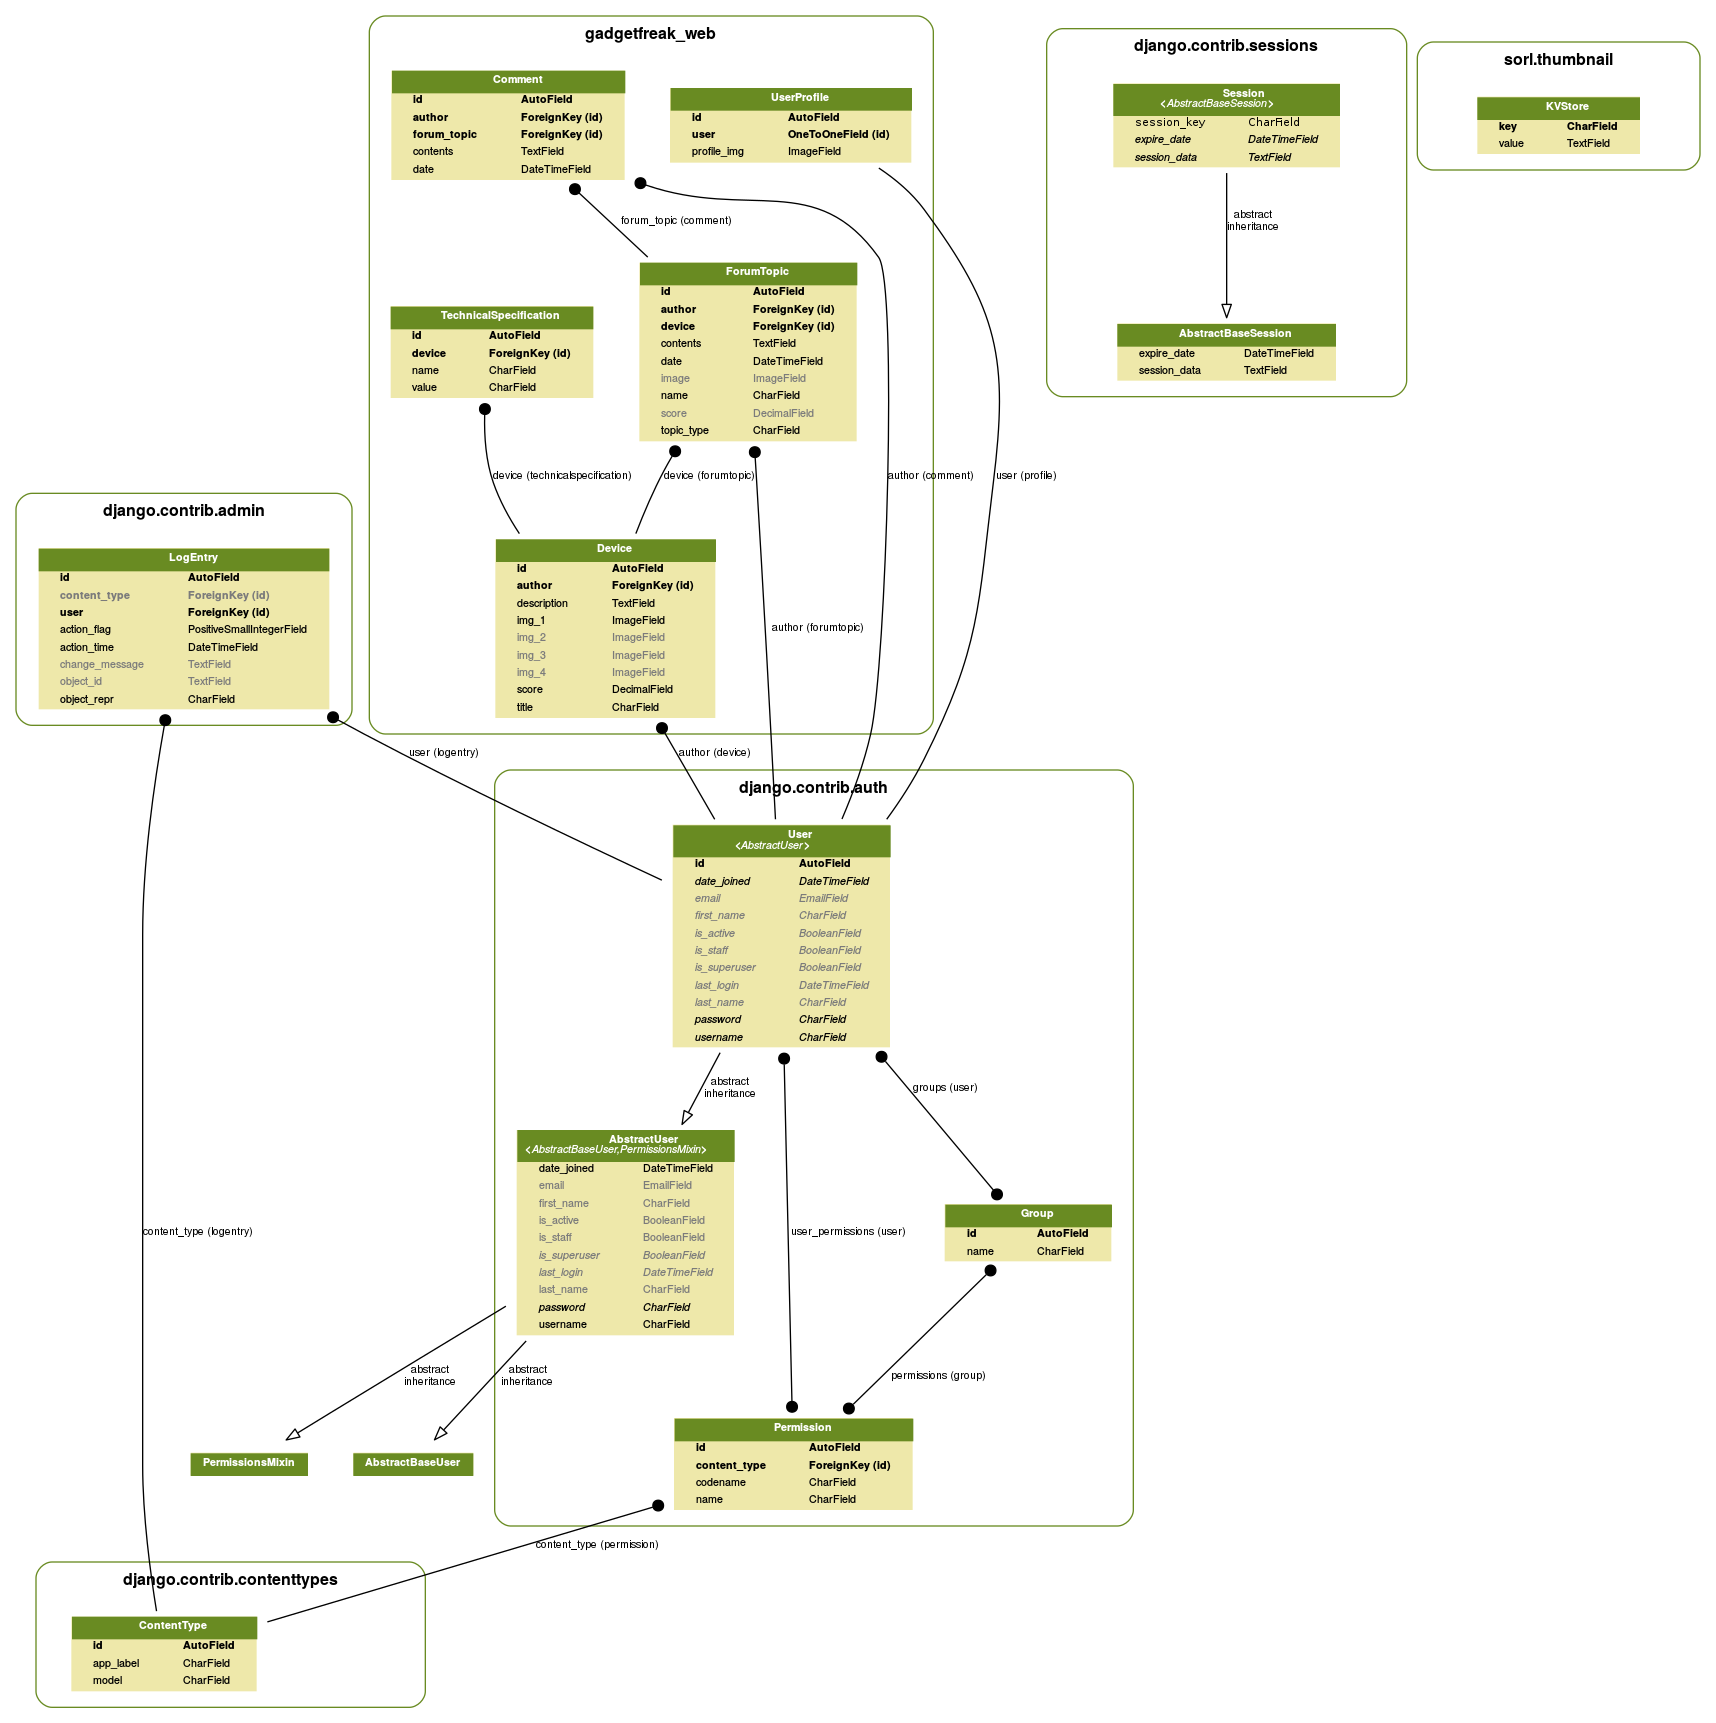 gadgetfreak_web
Comment
id AutoField
author ForeignKey (id)
forum_topic ForeignKey (id)
contents TextField
date DateTimeField
UserProfile
id AutoField
user OneToOneField (id)
profile_img ImageField
forum_topic (comment)
ForumTopic
id AutoField
author ForeignKey (id)
device ForeignKey (id)
contents TextField
date DateTimeField
image ImageField
name CharField
score DecimalField
topic_type CharField
TechnicalSpecification
id AutoField
device ForeignKey (id)
name CharField
value CharField
device (technicalspecification)
device (forumtopic)
author (comment)
user (profile)
Device
id AutoField
author ForeignKey (id)
description TextField
img_1 ImageField
img_2 ImageField
img_3 ImageField
img_4 ImageField
score DecimalField
title CharField
author (forumtopic)
django.contrib.sessions
Session
<AbstractBaseSession>
session_key CharField
expire_date DateTimeField
session_data TextField
abstract
inheritance
AbstractBaseSession
expire_date DateTimeField
session_data TextField
sorl.thumbnail
KVStore
key CharField
value TextField
django.contrib.admin
LogEntry
id AutoField
content_type ForeignKey (id)
user ForeignKey (id)
action_flag PositiveSmallIntegerField
action_time DateTimeField
change_message TextField
object_id TextField
object_repr CharField
user (logentry)
author (device)
django.contrib.auth
User
<AbstractUser>
id AutoField
date_joined DateTimeField
email EmailField
first_name CharField
is_active BooleanField
is_staff BooleanField
is_superuser BooleanField
last_login DateTimeField
last_name CharField
password CharField
username CharField
abstract
inheritance
groups (user)
AbstractUser
<AbstractBaseUser,PermissionsMixin>
date_joined DateTimeField
email EmailField
first_name CharField
is_active BooleanField
is_staff BooleanField
is_superuser BooleanField
last_login DateTimeField
last_name CharField
password CharField
username CharField
content_type (logentry)
user_permissions (user)
Group
id AutoField
name CharField
abstract
inheritance
abstract
inheritance
permissions (group)
PermissionsMixin
AbstractBaseUser
Permission
id AutoField
content_type ForeignKey (id)
codename CharField
name CharField
content_type (permission)
django.contrib.contenttypes
ContentType
id AutoField
app_label CharField
model CharField